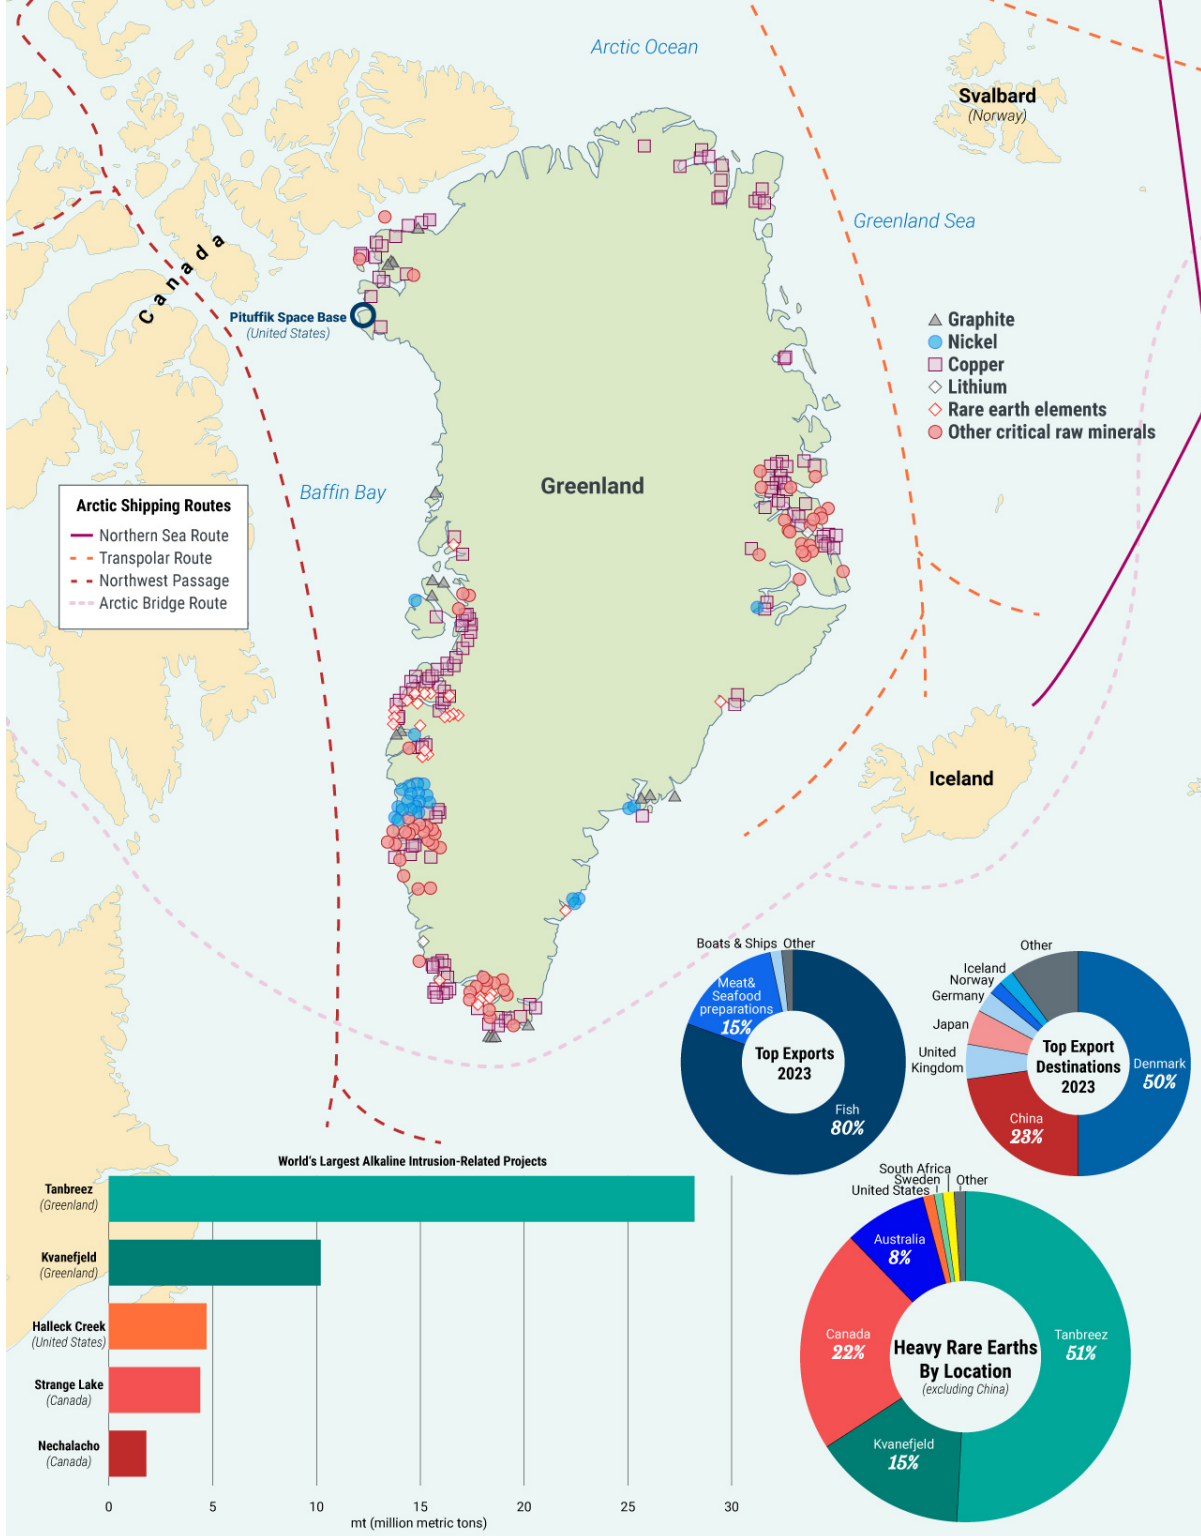 Arctic Ocean
Svalbard
(Norway)
Greenland Sea
Canada
Pituffik Space Base
(United States)
Graphite
Nickel
Copper
Lithium
Rare earth elements
Other critical raw minerals
Baffin Bay
Greenland
Arctic Shipping Routes
Northern Sea Route
Transpolar Route
Northwest Passage
Arctic Bridge Route
Iceland
Boats & Ships
Other
Meat&
Seafood
preparations
15%
Top Exports
2023
Fish
80%
Other
Iceland
Norway
Germany
Japan
United
Kingdom
Top Export
Destinations
2023
Denmark
50%
China
23%
World's Largest Alkaline Intrusion-Related Projects
Tanbreez
(Greenland)
Kvanefjeld
(Greenland)
Halleck Creek
(United States)
Strange Lake
(Canada)
Nechalacho
(Canada)
0 5 10 15 20 25 30
mt (million metric tons)
South Africa
Sweden
Other
United States
Australia
8%
Canada
22%
Heavy Rare Earths
By Location
(excluding China)
Tanbreez
51%
Kvanefjeld
15%